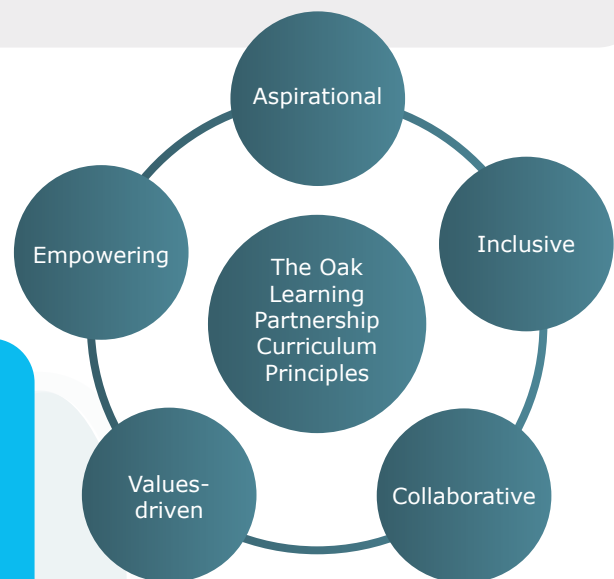 Aspirational
Inclusive
Empowering
The Oak
Learning
Partnership
Curriculum
Principles
Values-
driven
Collaborative